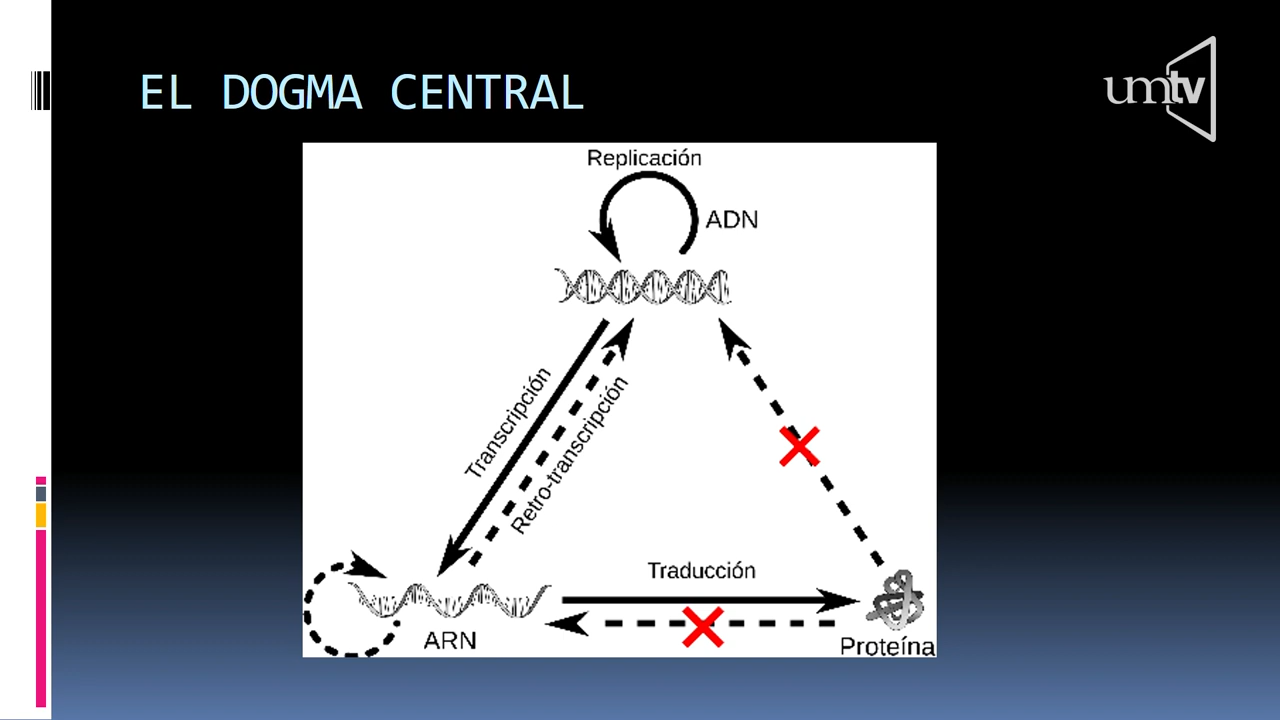 EL DOGMA CENTRAL
umtv
Replicación
ADN
Transcripción
Retro-transcripción
Traducción
ARN
Proteína